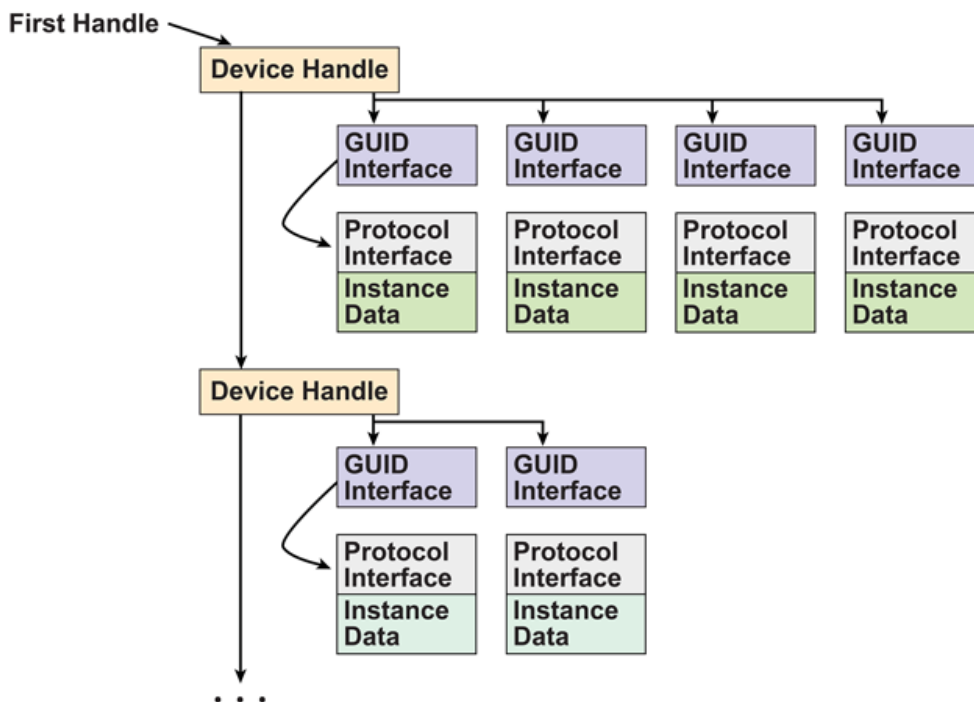 First Handle
Device Handle
GUID GUID GUID GUID
Interface Interface Interface Interface
Protocol Protocol Protocol Protocol
Interface Interface Interface Interface
Instance Instance Instance Instance
Data Data Data Data
Device Handle
GUID GUID
Interface Interface
Protocol Protocol
Interface Interface
Instance Instance
Data Data
. . .